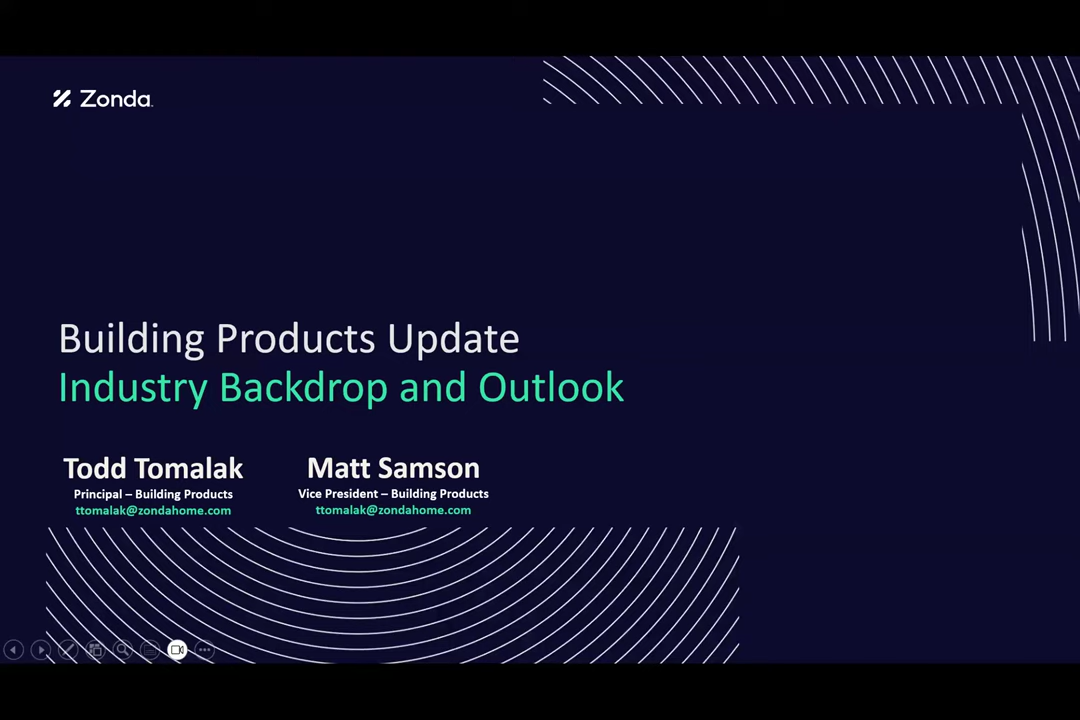 Zonda.
Building Products Update
Industry Backdrop and Outlook
Todd Tomalak
Principal – Building Products
ttomalak@zondahome.com
Matt Samson
Vice President – Building Products
ttomalak@zondahome.com